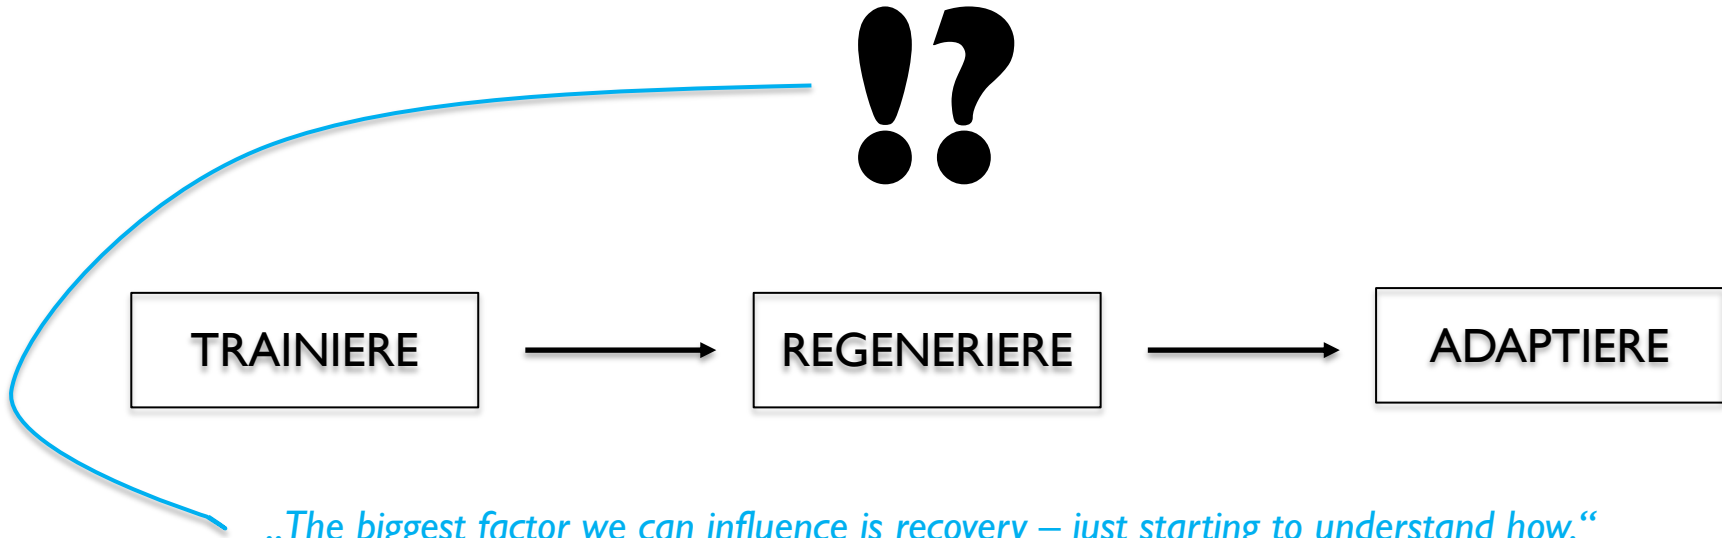 !?
TRAINIERE
REGENERIERE
ADAPTIERE
„The biggest factor we can influence is recovery – just starting to understand how.“